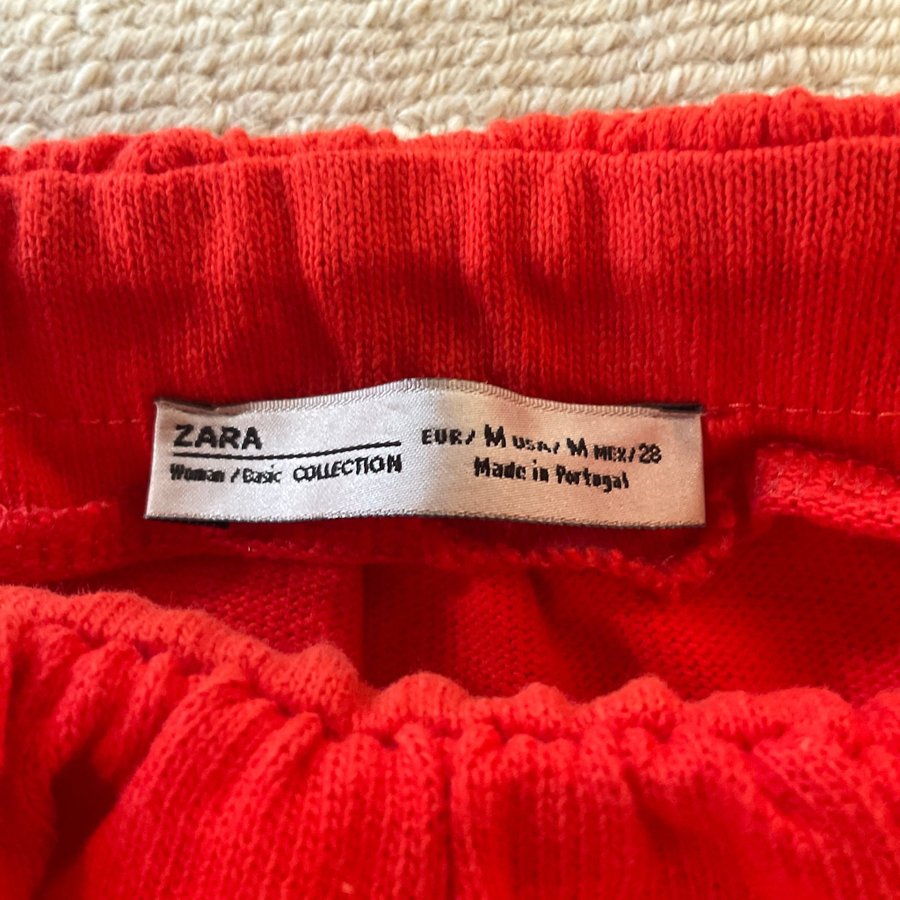 ZARA
Woman / Basic COLLECTION
EUR/ M USA/ M MEX/28
Made in Portugal